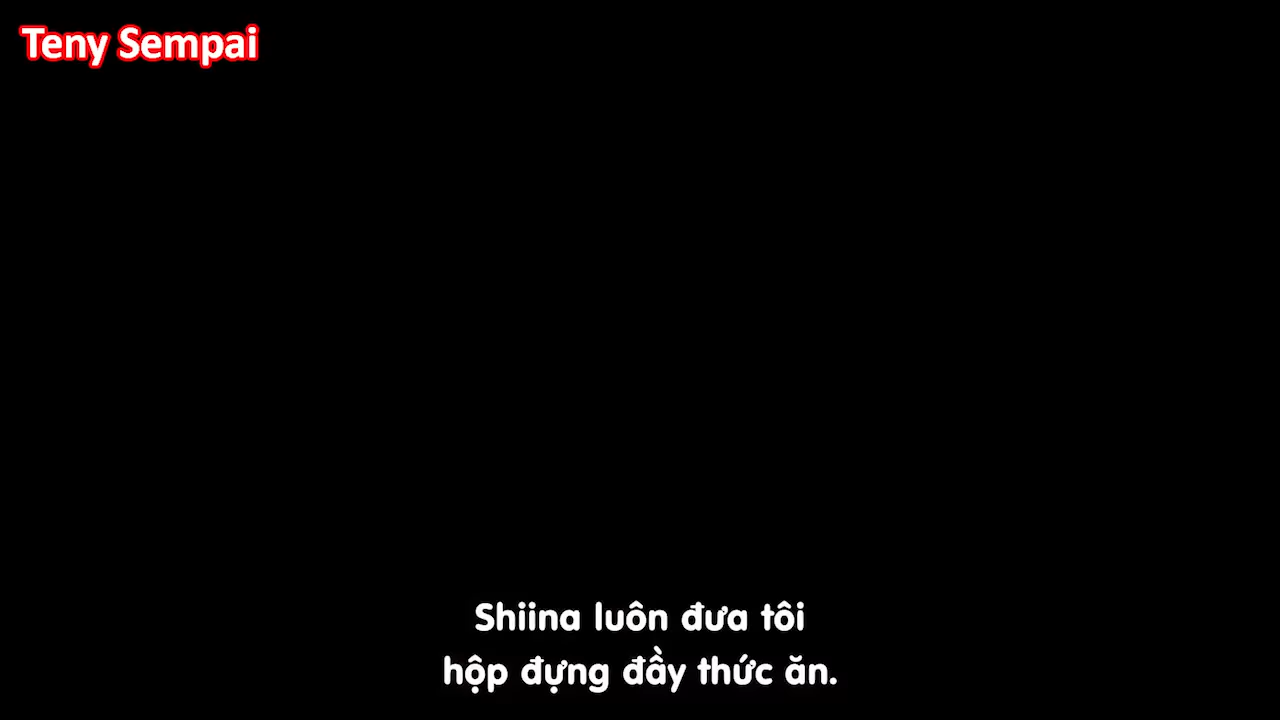 Teny Sempai
Shiina luôn đưa tôi
hộp đựng đầy thức ăn.